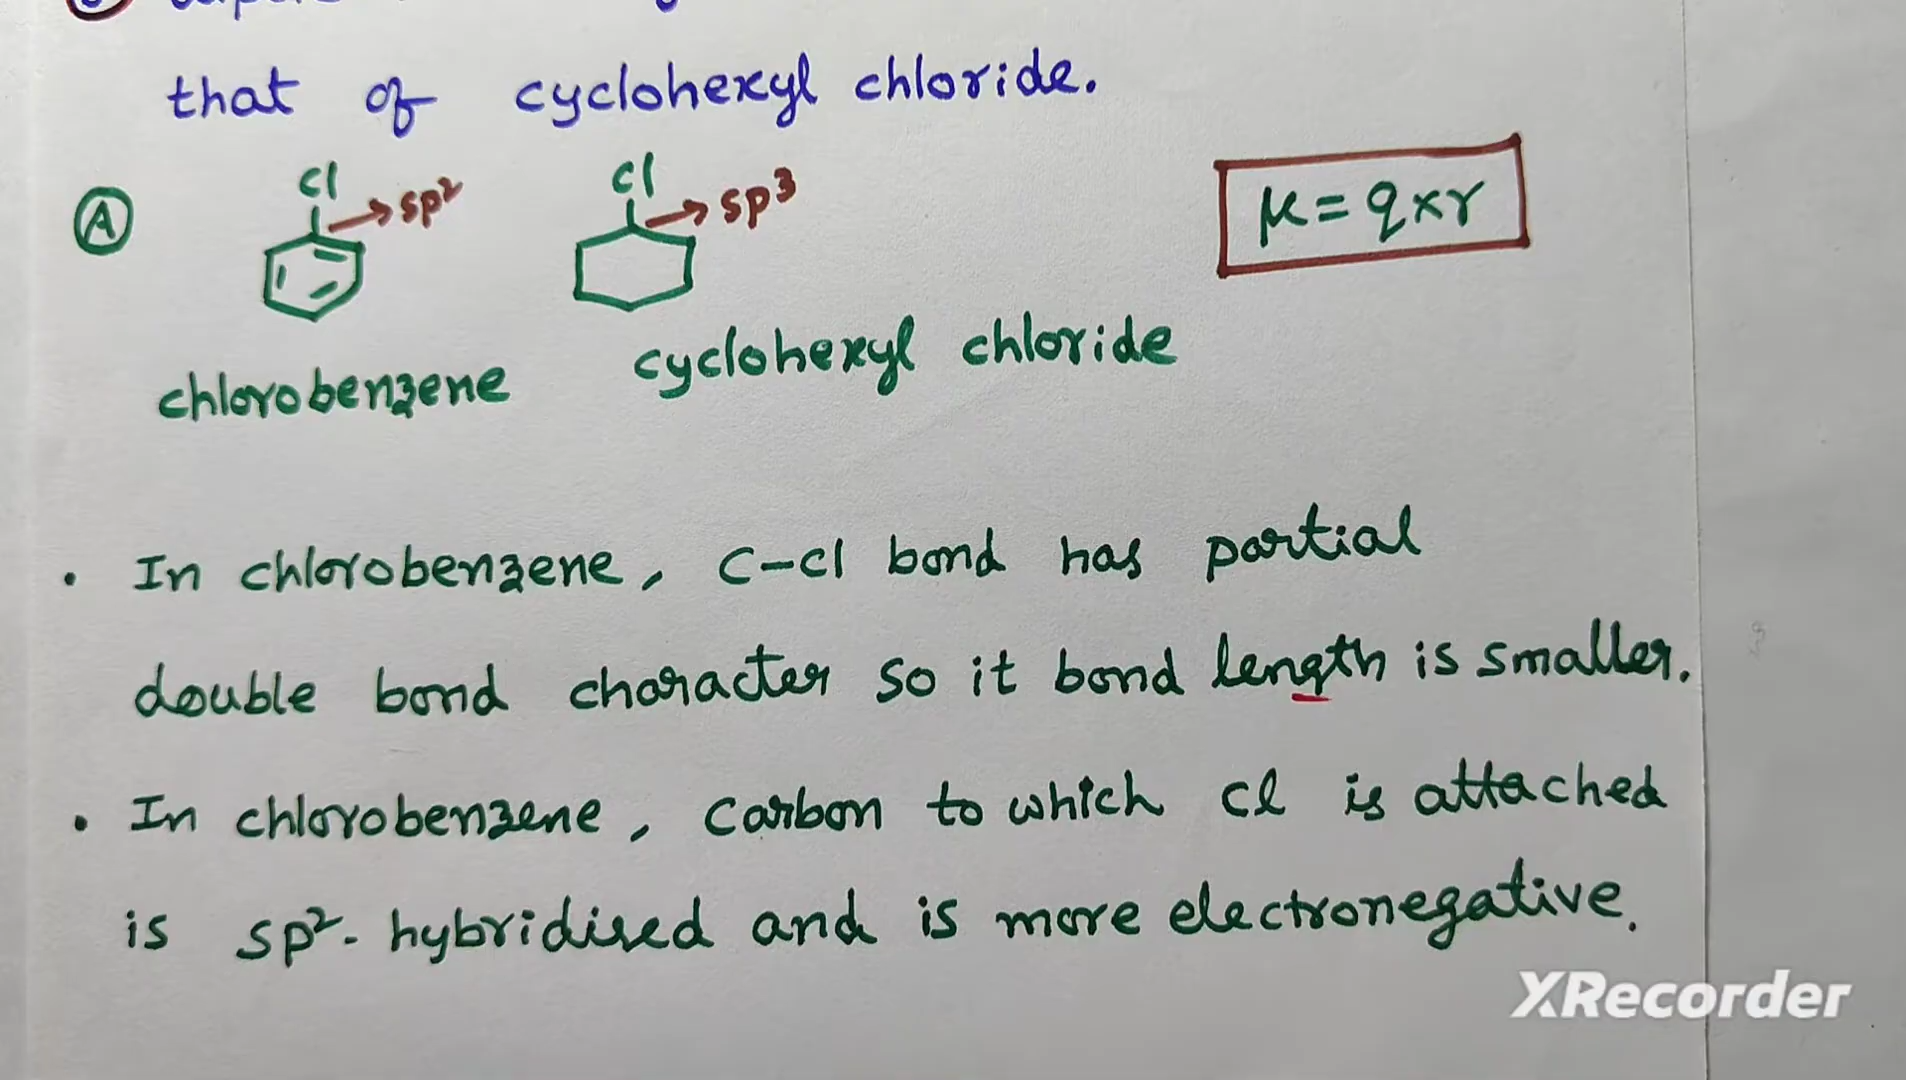 that of cyclohexyl chloride.
Cl → sp²
Cl → sp³
μ = q×r
A
chlorobenzene
cyclohexyl chloride
• In chlorobenzene, C-Cl bond has partial
double bond character so it bond length is smaller.
• In chlorobenzene, Carbon to which Cl is attached
is sp²- hybridised and is more electronegative.
XRecorder